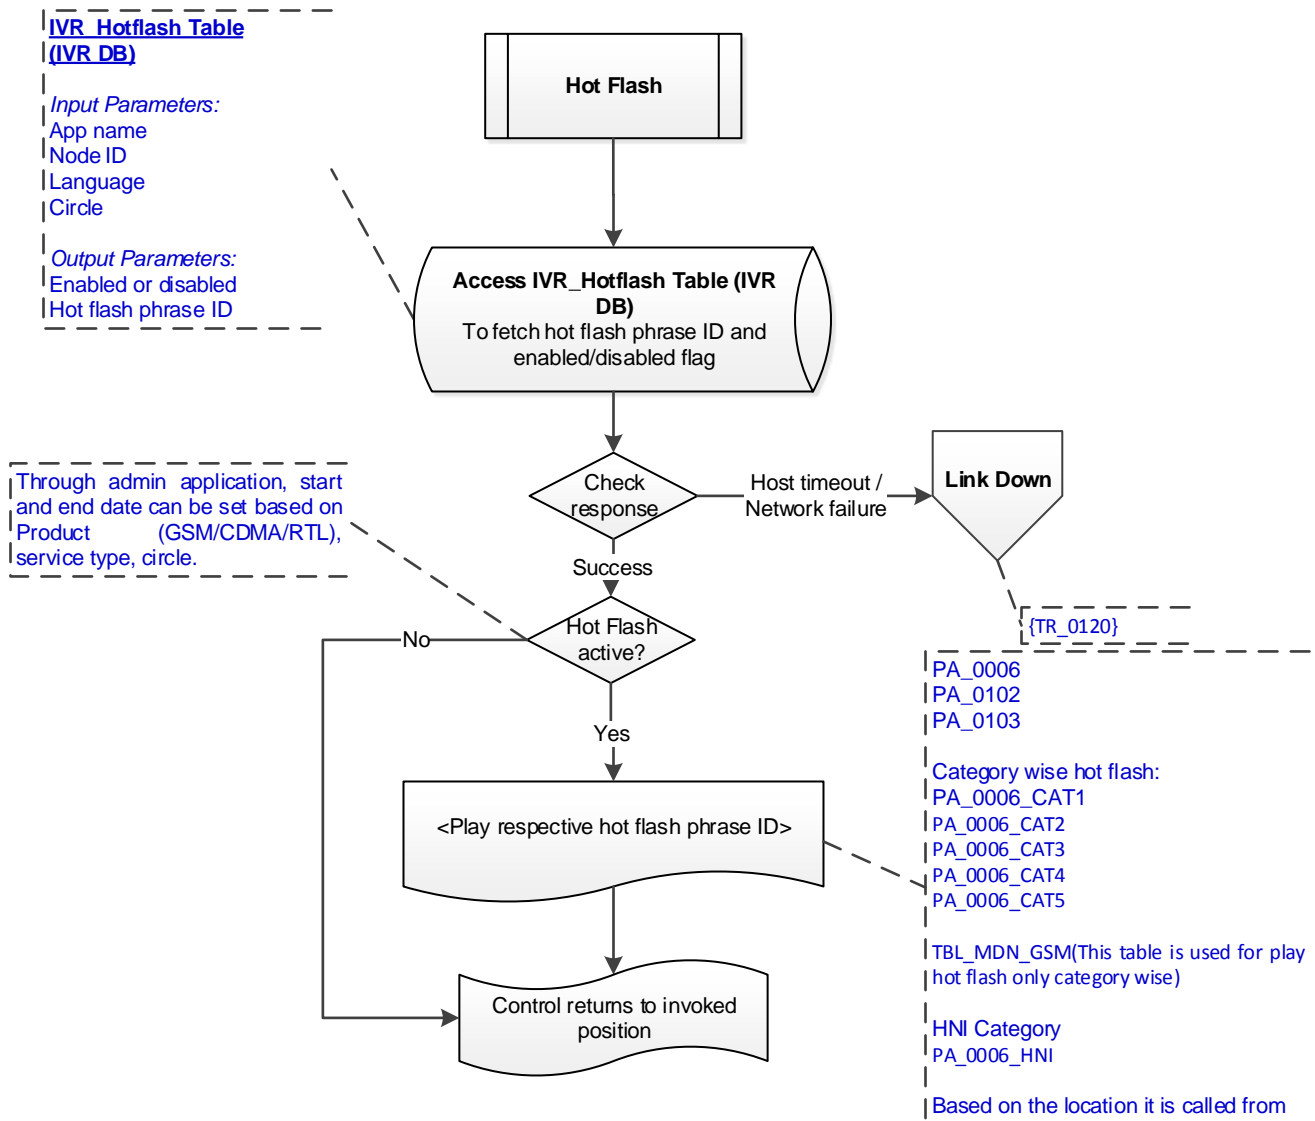 IVR_Hotflash Table
(IVR DB)
Input Parameters:
App name
Node ID
Language
Circle
Output Parameters:
Enabled or disabled
Hot flash phrase ID
Hot Flash
Access IVR_Hotflash Table (IVR
DB)
To fetch hot flash phrase ID and
enabled/disabled flag
Check
response
Host timeout /
Network failure
Link Down
{TR_0120}
Success
Through admin application, start
and end date can be set based on
Product (GSM/CDMA/RTL),
service type, circle.
Hot Flash
active?
No
Yes
<Play respective hot flash phrase ID>
PA_0006
PA_0102
PA_0103
Category wise hot flash:
PA_0006_CAT1
PA_0006_CAT2
PA_0006_CAT3
PA_0006_CAT4
PA_0006_CAT5
TBL_MDN_GSM(This table is used for play
hot flash only category wise)
HNI Category
PA_0006_HNI
Based on the location it is called from
Control returns to invoked
position